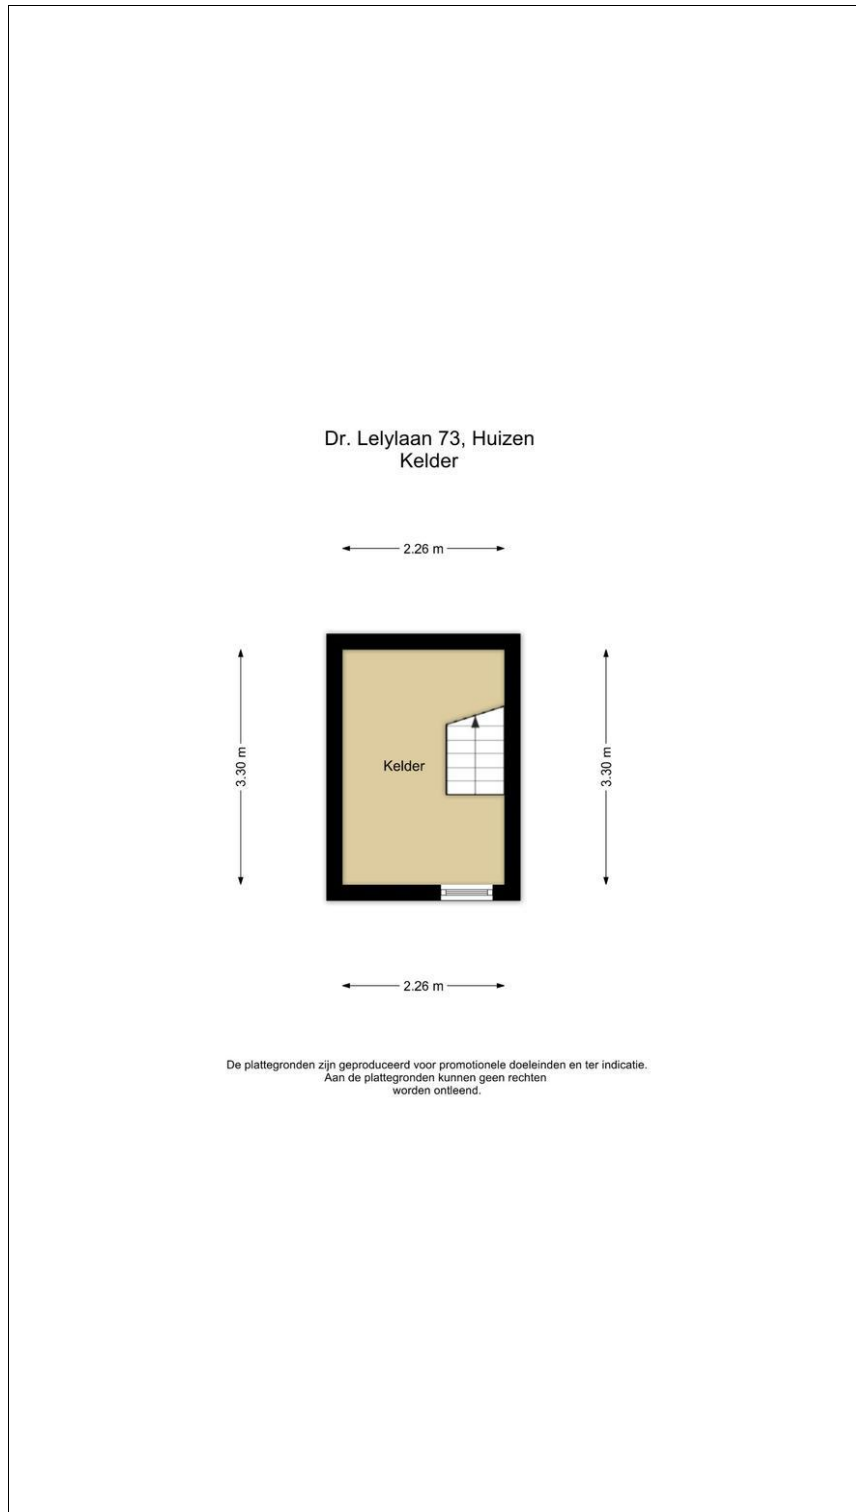 Dr. Lelylaan 73, Huizen
Kelder
2.26 m
3.30 m
Kelder
3.30 m
2.26 m
De plattegronden zijn geproduceerd voor promotionele doeleinden en ter indicatie.
Aan de plattegronden kunnen geen rechten
worden ontleend.